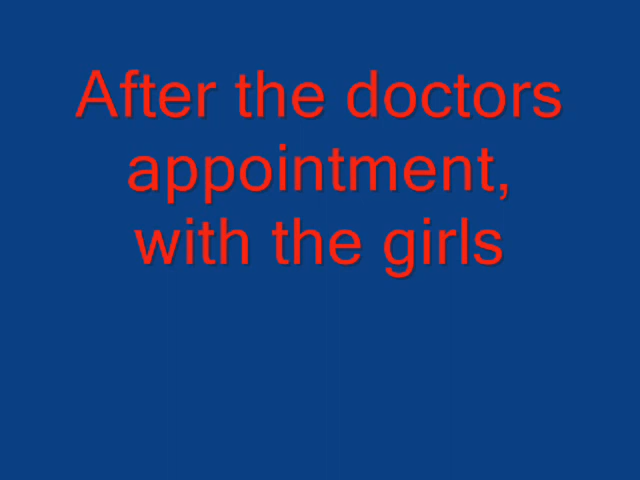 After the doctors
appointment,
with the girls